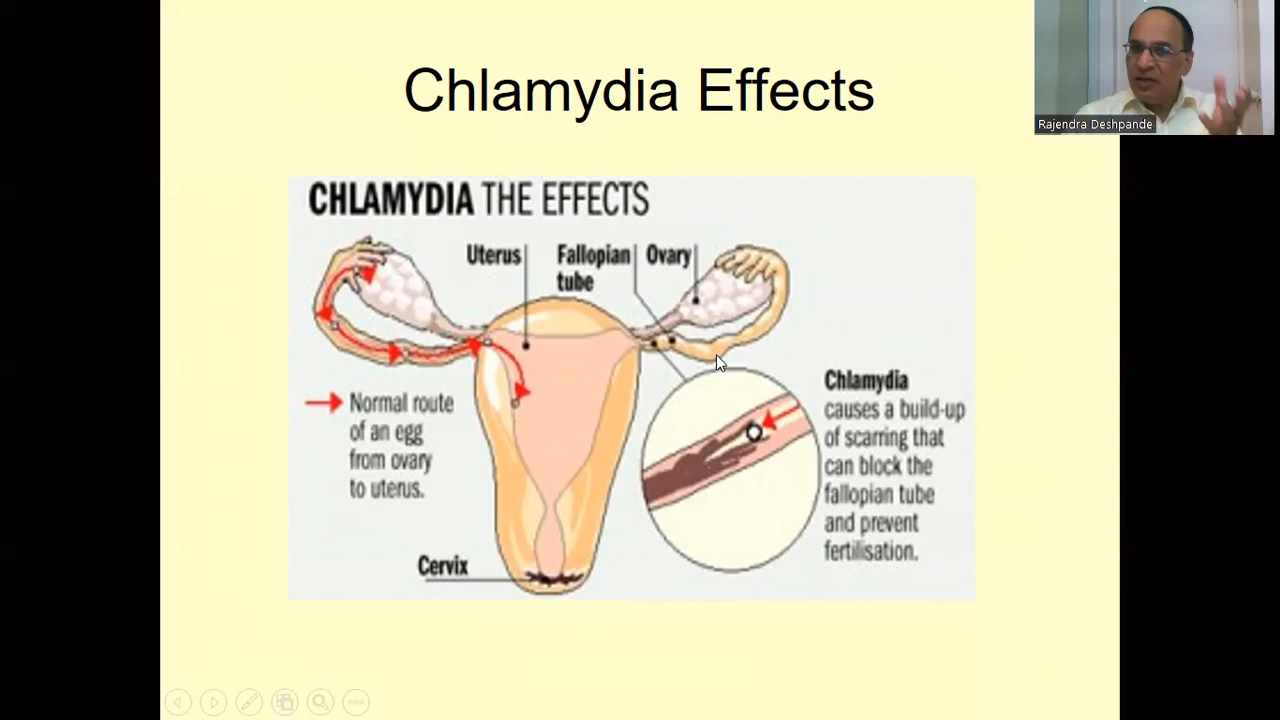 Chlamydia Effects
Rajendra Deshpande
CHLAMYDIA THE EFFECTS
Uterus
Fallopian
tube
Ovary
Normal route
of an egg
from ovary
to uterus.
Chlamydia
causes a build-up
of scarring that
can block the
fallopian tube
and prevent
fertilisation.
Cervix